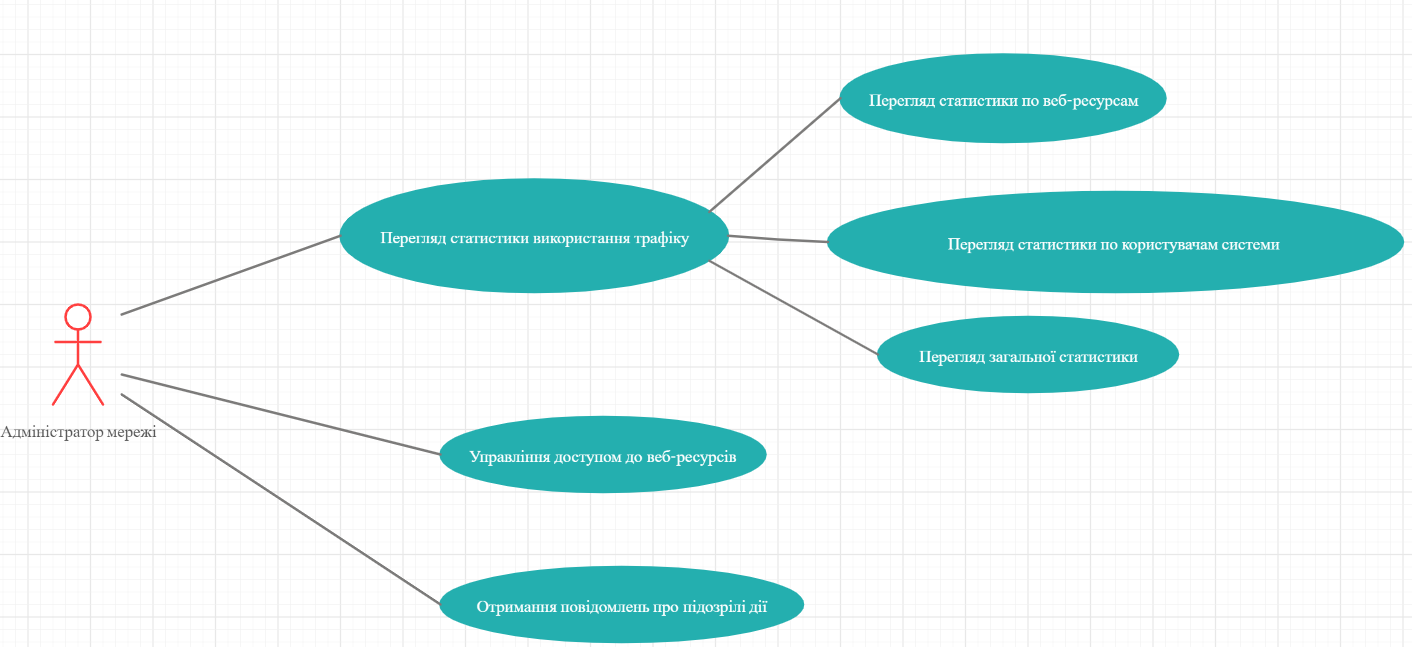 Перегляд статистики по веб-ресурсам
Перегляд статистики використання трафіку
Перегляд статистики по користувачам системи
Перегляд загальної статистики
Адміністратор мережі
Управління доступом до веб-ресурсів
Отримання повідомлень про підозрілі дії